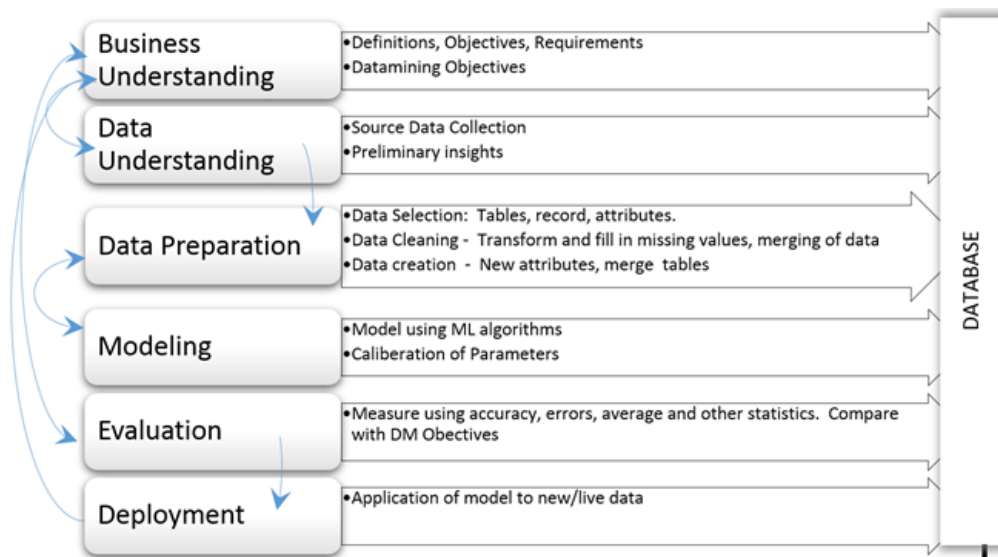 Business
Understanding
•Definitions, Objectives, Requirements
•Datamining Objectives
Data
Understanding
•Source Data Collection
•Preliminary insights
Data Preparation
•Data Selection: Tables, record, attributes.
•Data Cleaning - Transform and fill in missing values, merging of data
•Data creation - New attributes, merge tables
Modeling
•Model using ML algorithms
•Caliberation of Parameters
Evaluation
•Measure using accuracy, errors, average and other statistics. Compare
with DM Obectives
Deployment
•Application of model to new/live data
DATABASE